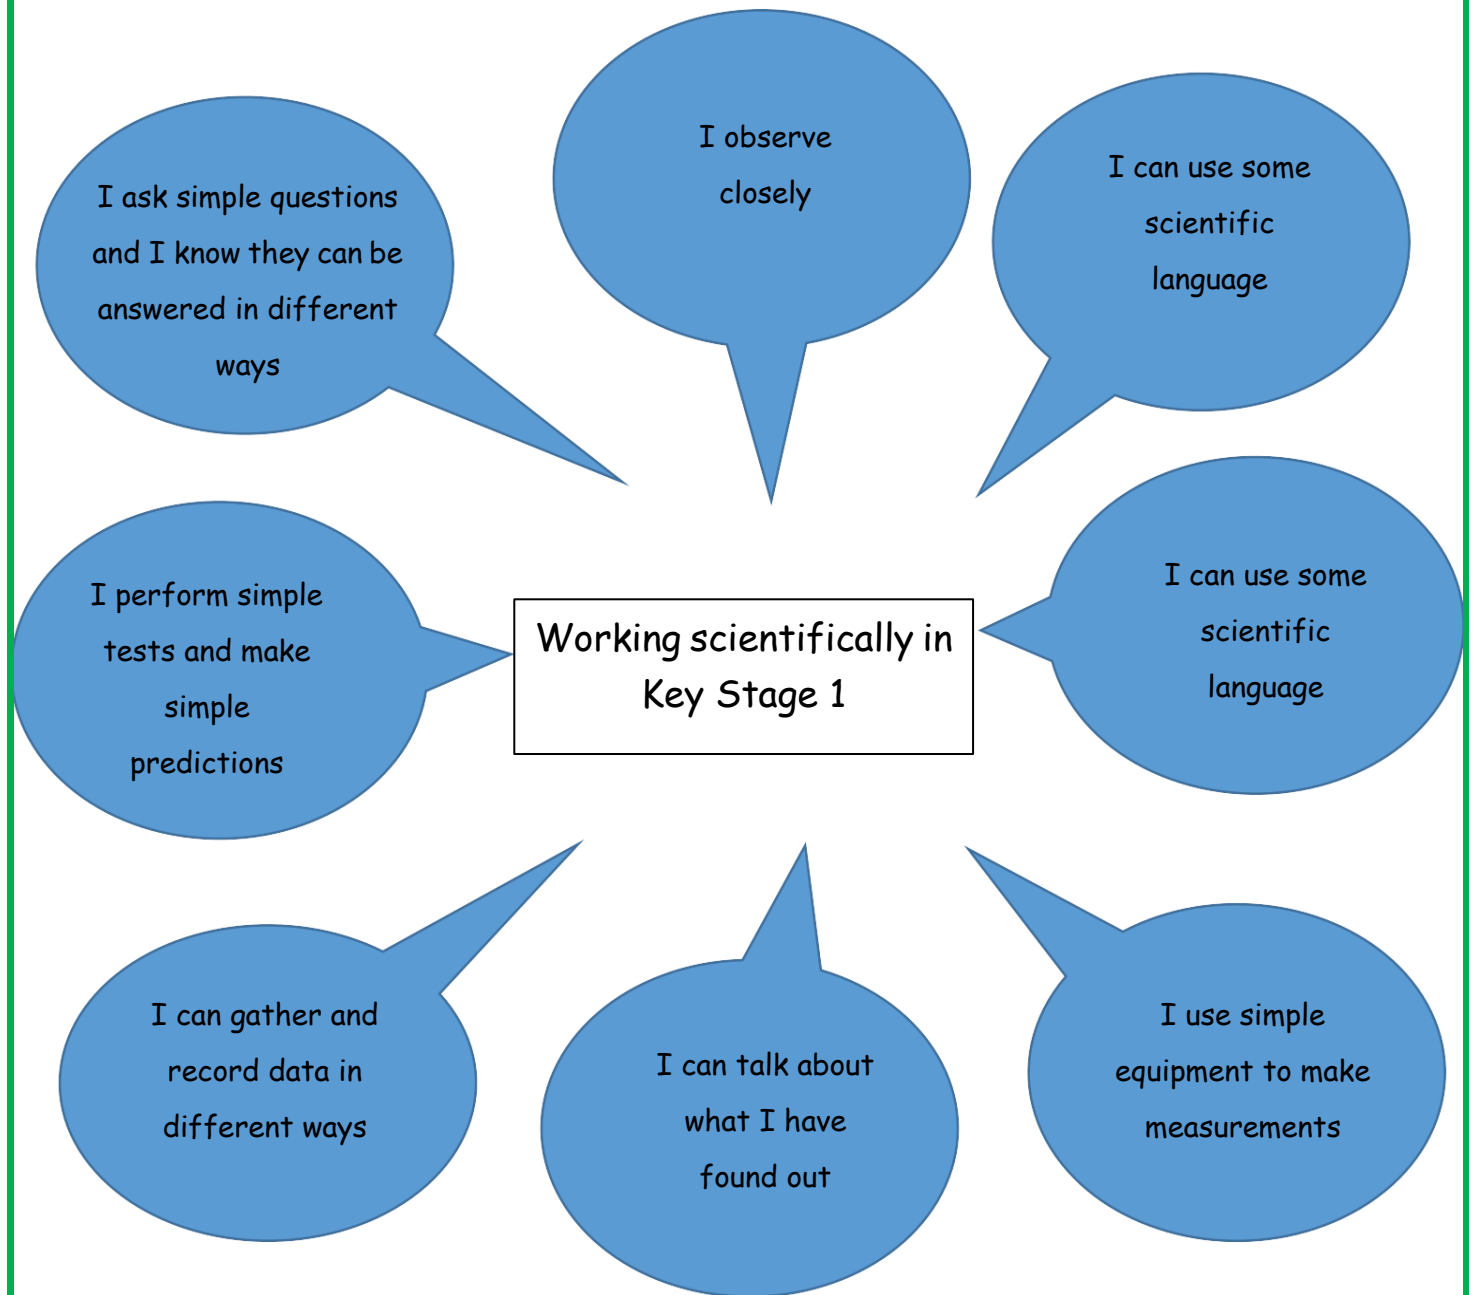 I observe
closely
I can use some
scientific
language
I ask simple questions
and I know they can be
answered in different
ways
I can use some
scientific
language
I perform simple
tests and make
simple
predictions
Working scientifically in
Key Stage 1
I can gather and
record data in
different ways
I can talk about
what I have
found out
I use simple
equipment to make
measurements